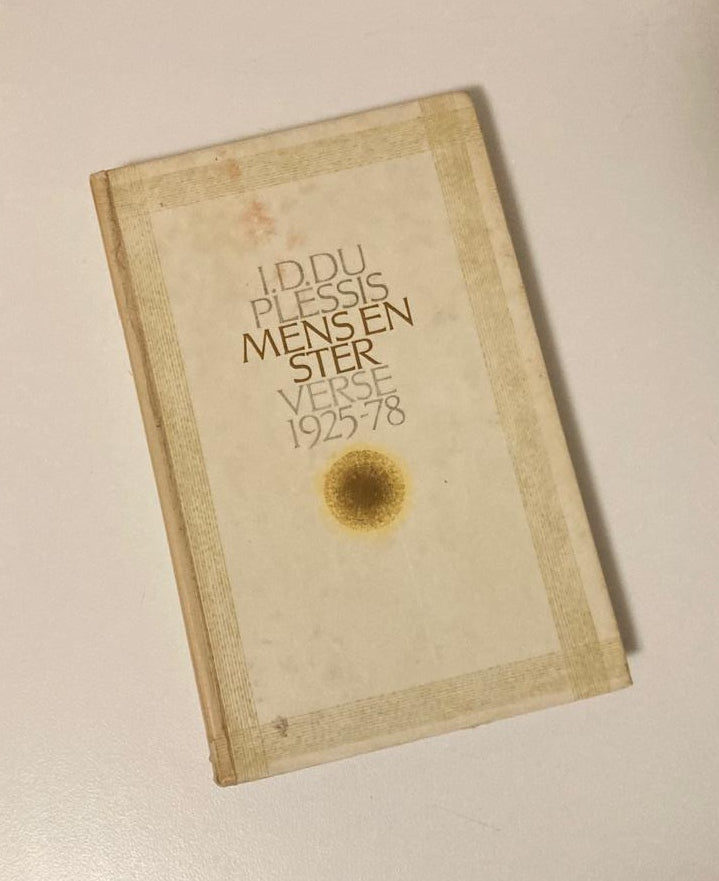 I.D.DU
PLESSIS
MENS EN
STER
VERSE
1925-78